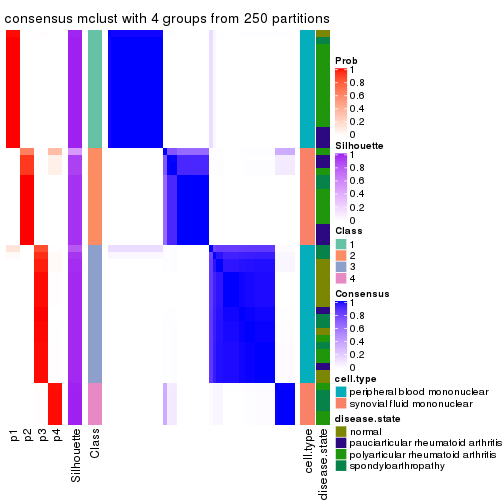 consensus mclust with 4 groups from 250 partitions
Prob
1
0.8
0.6
0.4
0.2
0
Silhouette
1
0.8
0.6
0.4
0.2
0
Class
1
2
3
4
Consensus
1
0.8
0.6
0.4
0.2
0
cell.type
peripheral blood mononuclear
synovial fluid mononuclear
disease.state
normal
pauciarticular rheumatoid arthritis
polyarticular rheumatoid arthritis
spondyloarthropathy
p1
p2
p3
p4
Silhouette
Class
cell.type
disease.state